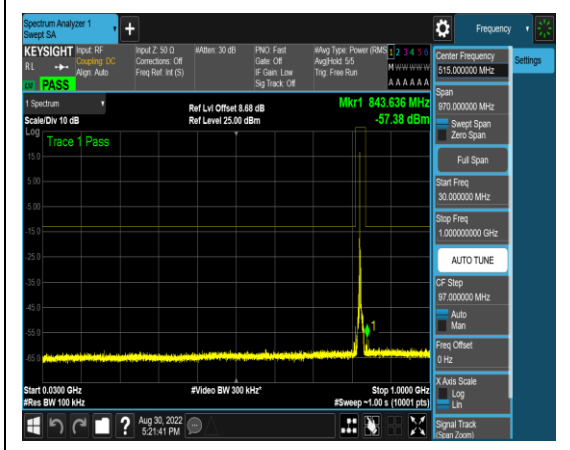 Spectrum Analyzer 1
Swept SA
Frequency
KEYSIGHT
Input: RF
Coupling: DC
Align: Auto
Input Z: 50 Ω
Corrections: Off
Freq Ref: Int (S)
#Atten: 30 dB
PNO: Fast
Gate: Off
IF Gain: Low
Sig Track: Off
#Avg Type: Power (RMS
Avg|Hold: 5/5
Trig: Free Run
1 2 3 4 5 6
M W W W W W
A A A A A A
RL
PASS
1 Spectrum
Scale/Div 10 dB
Ref Lvl Offset 8.68 dB
Ref Level 25.00 dBm
Mkr1 843.636 MHz
-57.38 dBm
Log
Trace 1 Pass
15.0
5.00
-5.00
-15.0
-25.0
-35.0
-45.0
-55.0
-65.0
1
Start 0.0300 GHz
#Res BW 100 kHz
#Video BW 300 kHz*
Stop 1.0000 GHz
#Sweep ~1.00 s (10001 pts)
Center Frequency
515.000000 MHz
Settings
Span
970.000000 MHz
Swept Span
Zero Span
Full Span
Start Freq
30.000000 MHz
Stop Freq
1.000000000 GHz
AUTO TUNE
CF Step
97.000000 MHz
Auto
Man
Freq Offset
0 Hz
X Axis Scale
Log
Lin
Signal Track
(Span Zoom)
?
Aug 30, 2022
5:21:41 PM